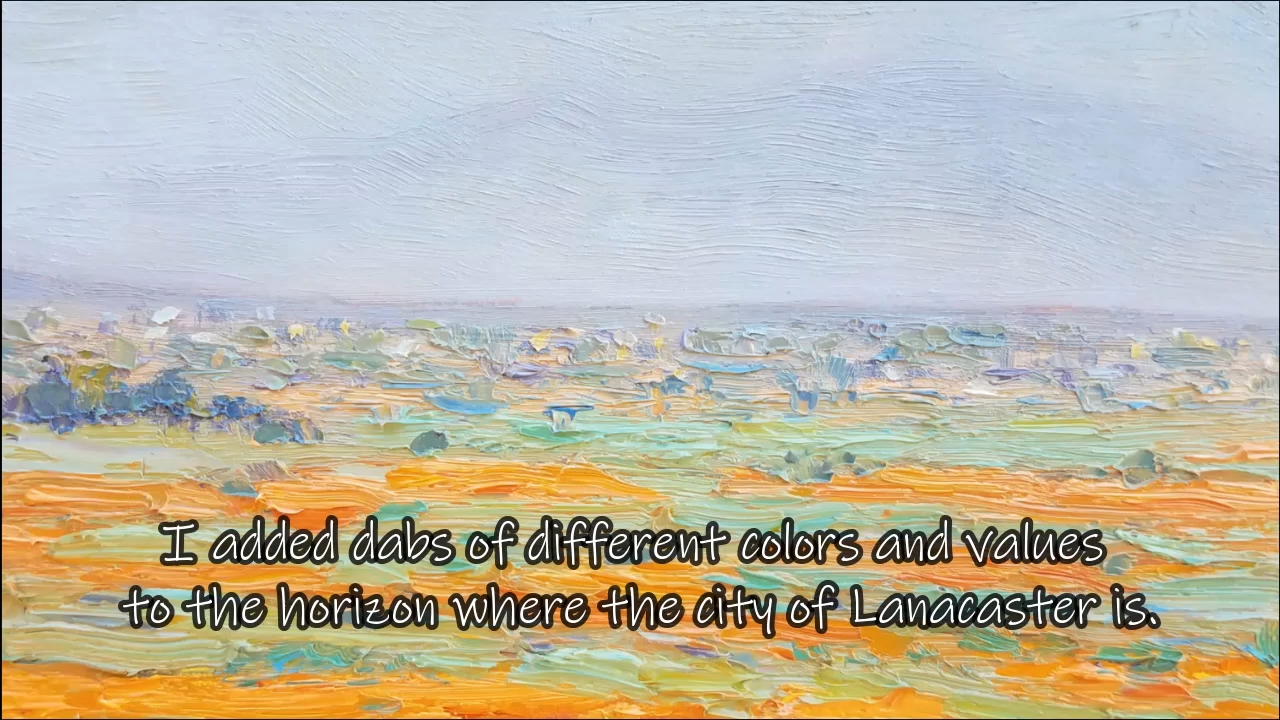 I added dabs of different colors and values
to the horizon where the city of Lanacaster is.